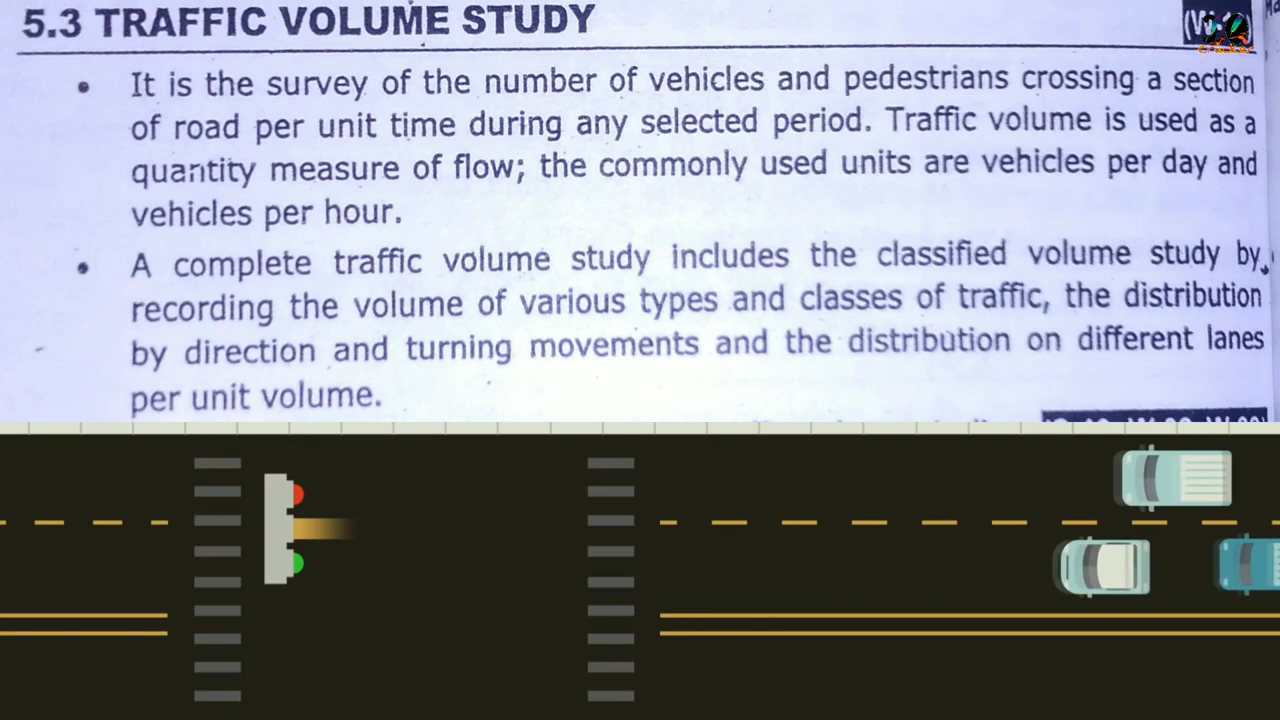 5.3 TRAFFIC VOLUME STUDY
• It is the survey of the number of vehicles and pedestrians crossing a section
of road per unit time during any selected period. Traffic volume is used as a
quantity measure of flow; the commonly used units are vehicles per day and
vehicles per hour.
• A complete traffic volume study includes the classified volume study by
recording the volume of various types and classes of traffic, the distribution
by direction and turning movements and the distribution on different lanes
per unit volume.